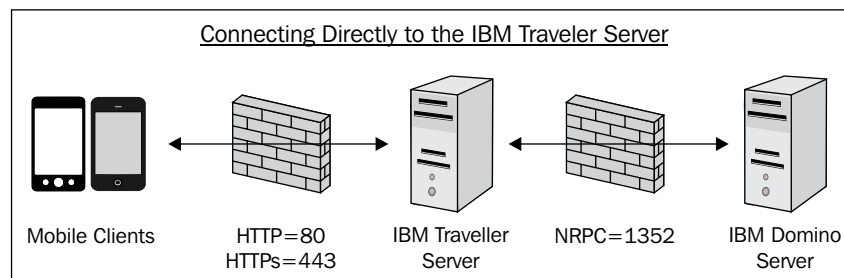 Connecting Directly to the IBM Traveler Server
Mobile Clients
HTTP=80
HTTPs=443
IBM Traveller
Server
NRPC=1352
IBM Domino
Server